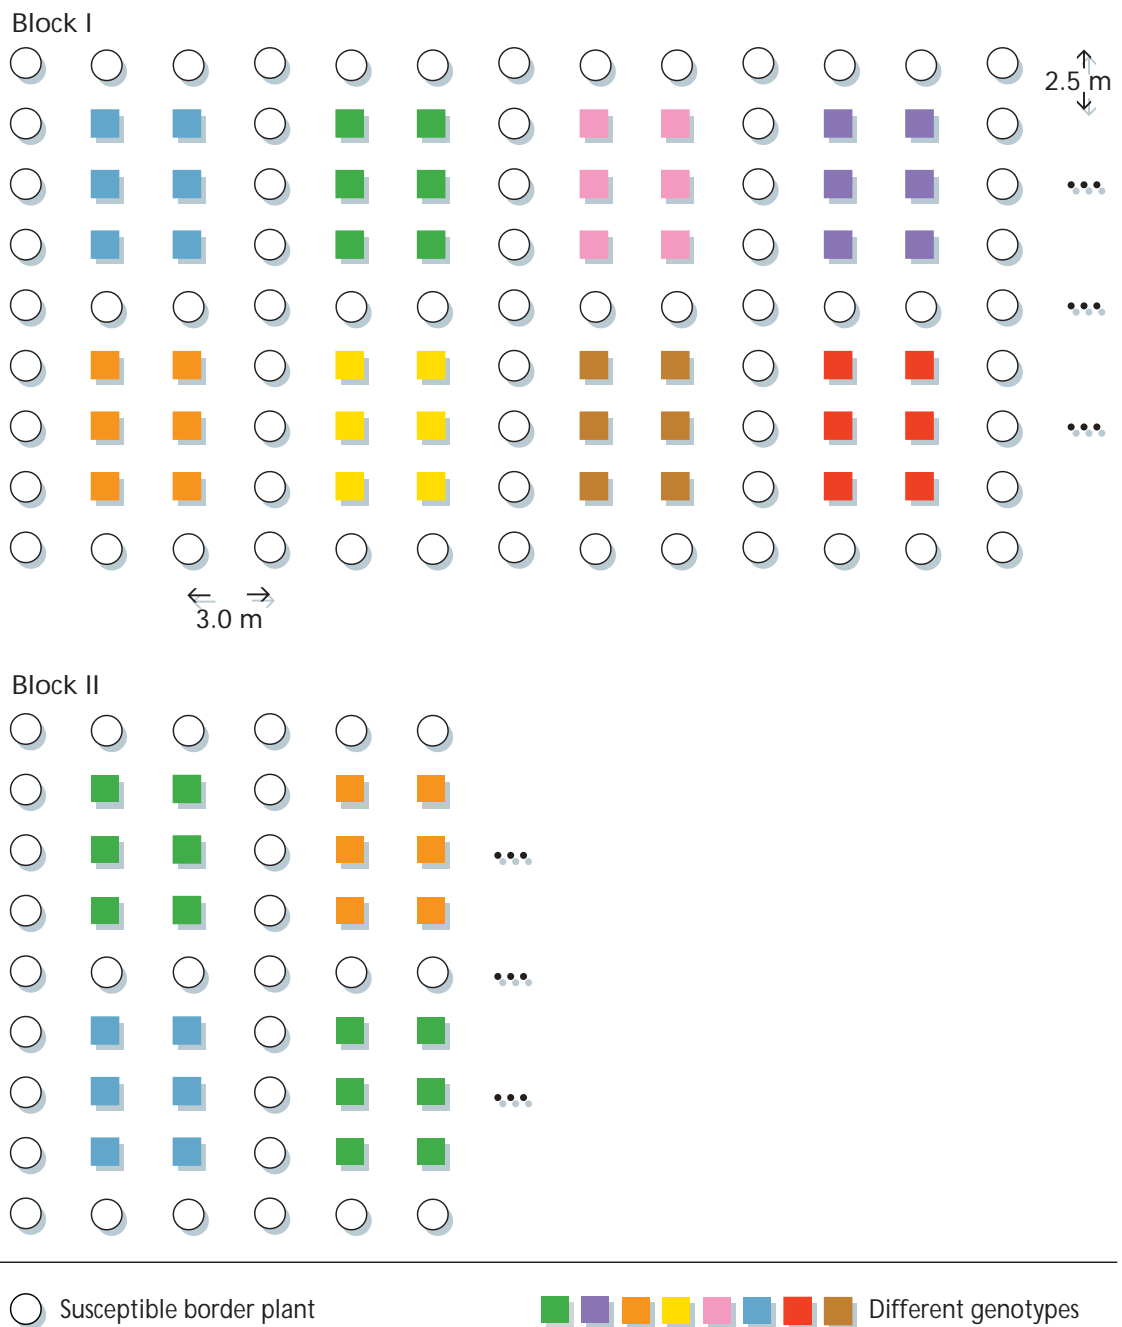 Block I
2.5 m
3.0 m
Block II
Susceptible border plant
Different genotypes